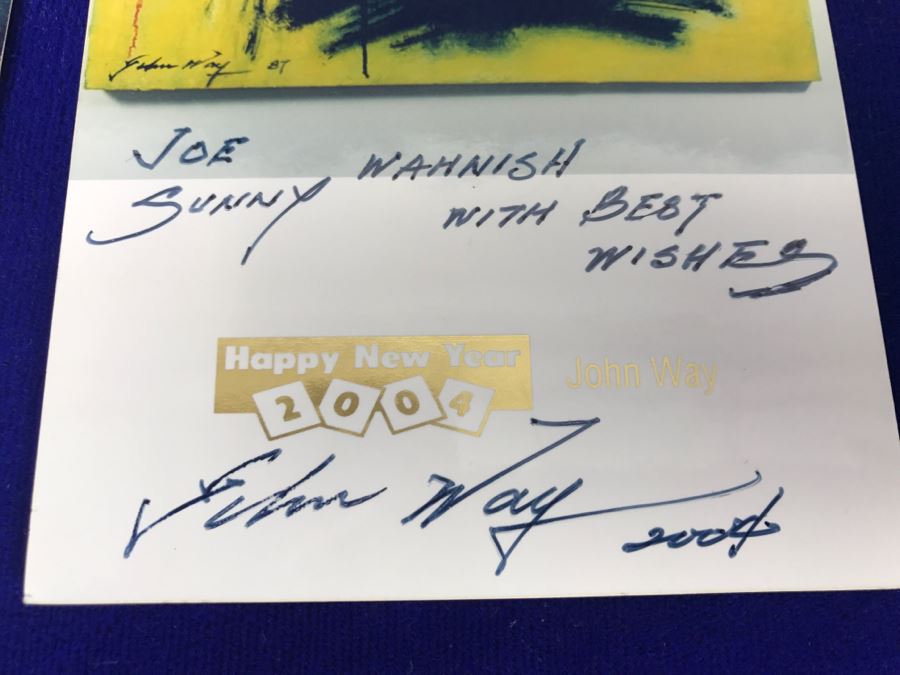 John Way 87
JOE
SUNNY WAHNISH
WITH BEST
WISHES
Happy New Year
2004
John Way
John Way
2004